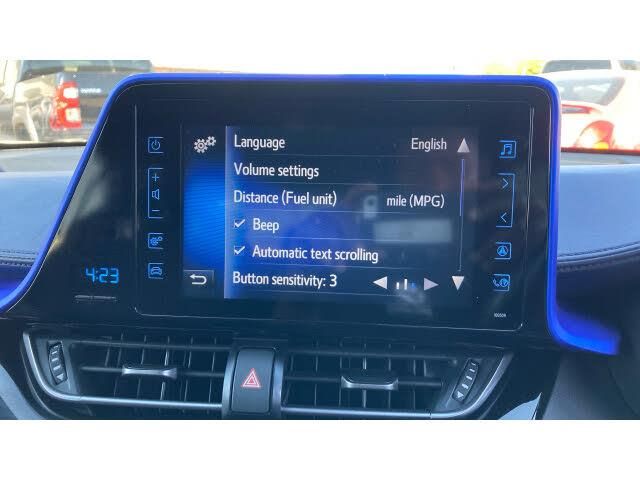 Language English
Volume settings
Distance (Fuel unit) mile (MPG)
Beep
Automatic text scrolling
Button sensitivity: 3
4:23